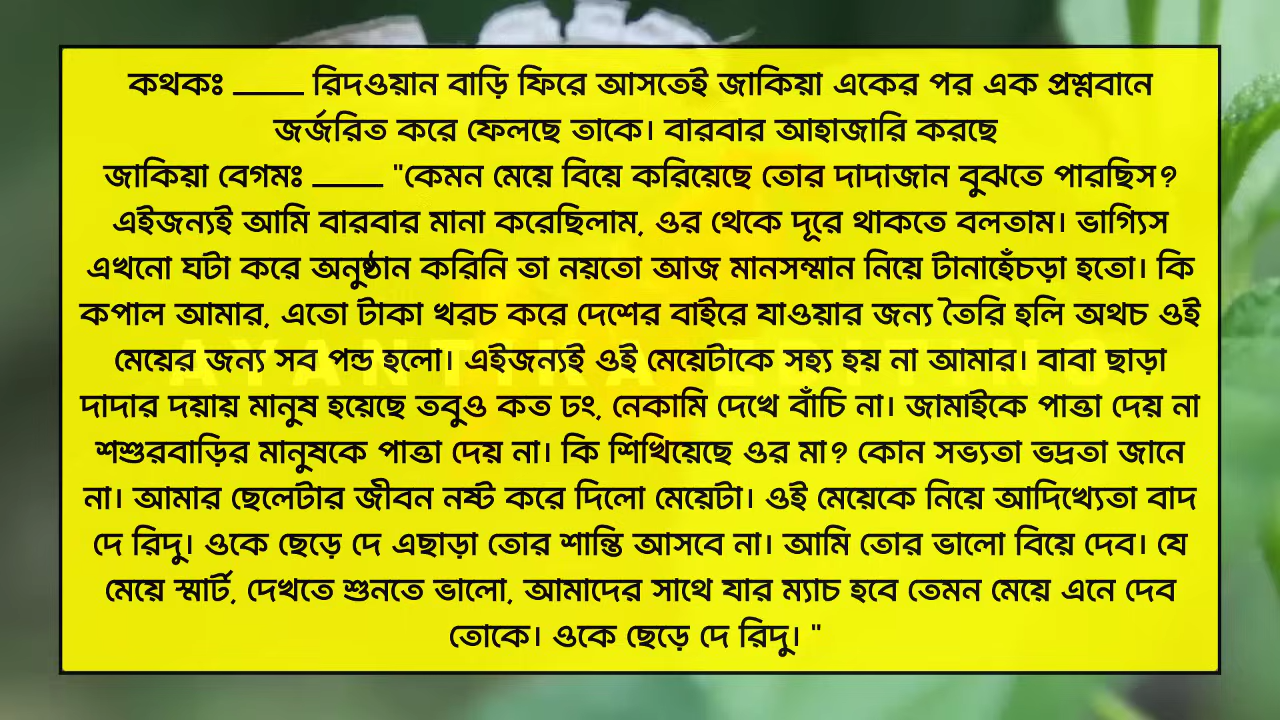 কথকঃ ____ রিদওয়ান বাড়ি ফিরে আসতেই জাকিয়া একের পর এক প্রশ্নবানে
জর্জরিত করে ফেলছে তাকে। বারবার আহাজারি করছে
জাকিয়া বেগমঃ ____ "কেমন মেয়ে বিয়ে করিয়েছে তোর দাদাজান বুঝতে পারছিস?
এইজন্যই আমি বারবার মানা করেছিলাম, ওর থেকে দূরে থাকতে বলতাম। ভাগ্যিস
এখনো ঘটা করে অনুষ্ঠান করিনি তা নয়তো আজ মানসম্মান নিয়ে টানাহেঁচড়া হতো। কি
কপাল আমার, এতো টাকা খরচ করে দেশের বাইরে যাওয়ার জন্য তৈরি হলি অথচ ওই
মেয়ের জন্য সব পন্ড হলো। এইজন্যই ওই মেয়েটাকে সহ্য হয় না আমার। বাবা ছাড়া
দাদার দয়ায় মানুষ হয়েছে তবুও কত ঢং, নেকামি দেখে বাঁচি না। জামাইকে পাত্তা দেয় না
শশুরবাড়ির মানুষকে পাত্তা দেয় না। কি শিখিয়েছে ওর মা? কোন সভ্যতা ভদ্রতা জানে
না। আমার ছেলেটার জীবন নষ্ট করে দিলো মেয়েটা। ওই মেয়েকে নিয়ে আদিখ্যেতা বাদ
দে রিদু। ওকে ছেড়ে দে এছাড়া তোর শান্তি আসবে না। আমি তোর ভালো বিয়ে দেব। যে
মেয়ে স্মার্ট, দেখতে শুনতে ভালো, আমাদের সাথে যার ম্যাচ হবে তেমন মেয়ে এনে দেব
তোকে। ওকে ছেড়ে দে রিদু। "
AYANTIKA EDITING